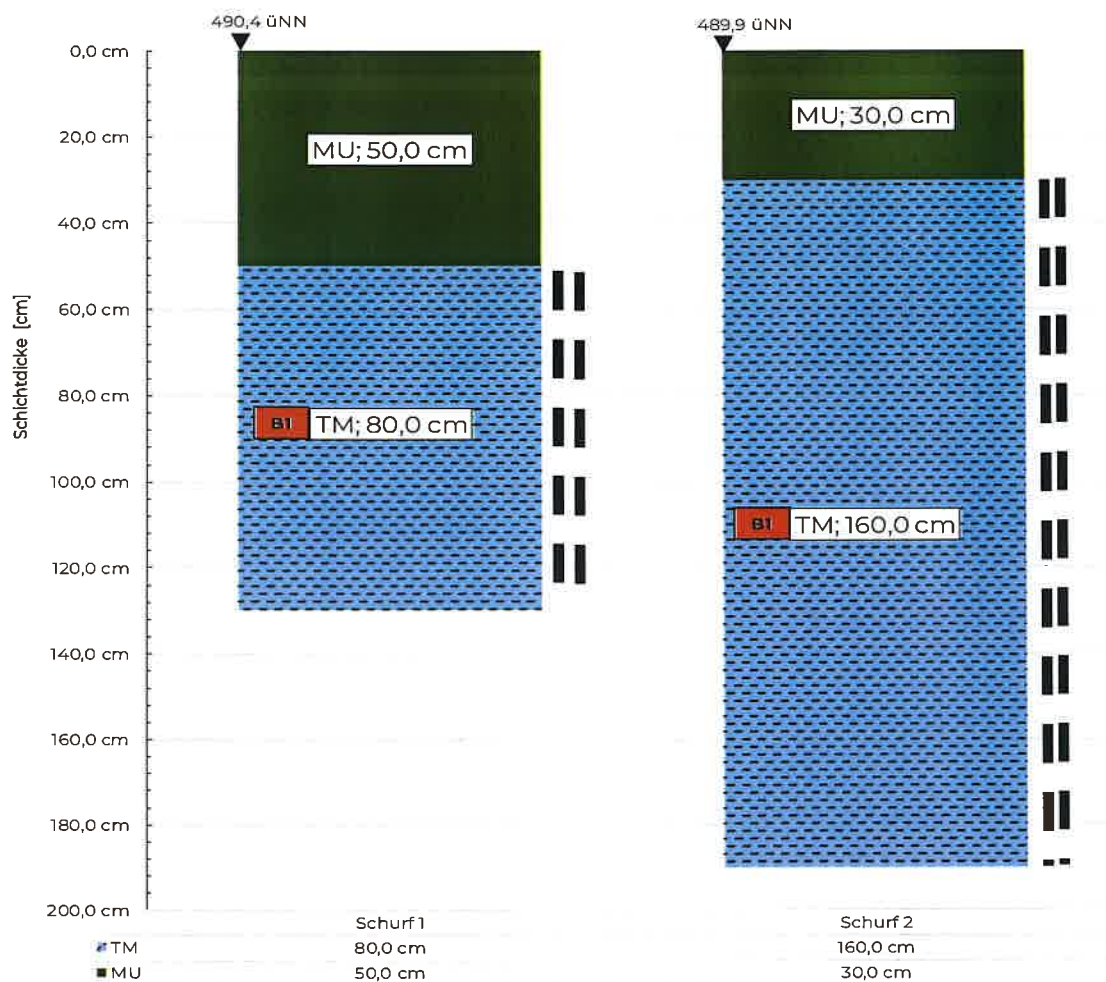 490,4 üNN
489,9 üNN
0,0 cm
20,0 cm
40,0 cm
60,0 cm
80,0 cm
100,0 cm
120,0 cm
140,0 cm
160,0 cm
180,0 cm
200,0 cm
Schichtdicke [cm]
MU; 50,0 cm
B1 TM; 80,0 cm
MU; 30,0 cm
B1 TM; 160,0 cm
Schurf 1 Schurf 2
TM 80,0 cm 160,0 cm
MU 50,0 cm 30,0 cm